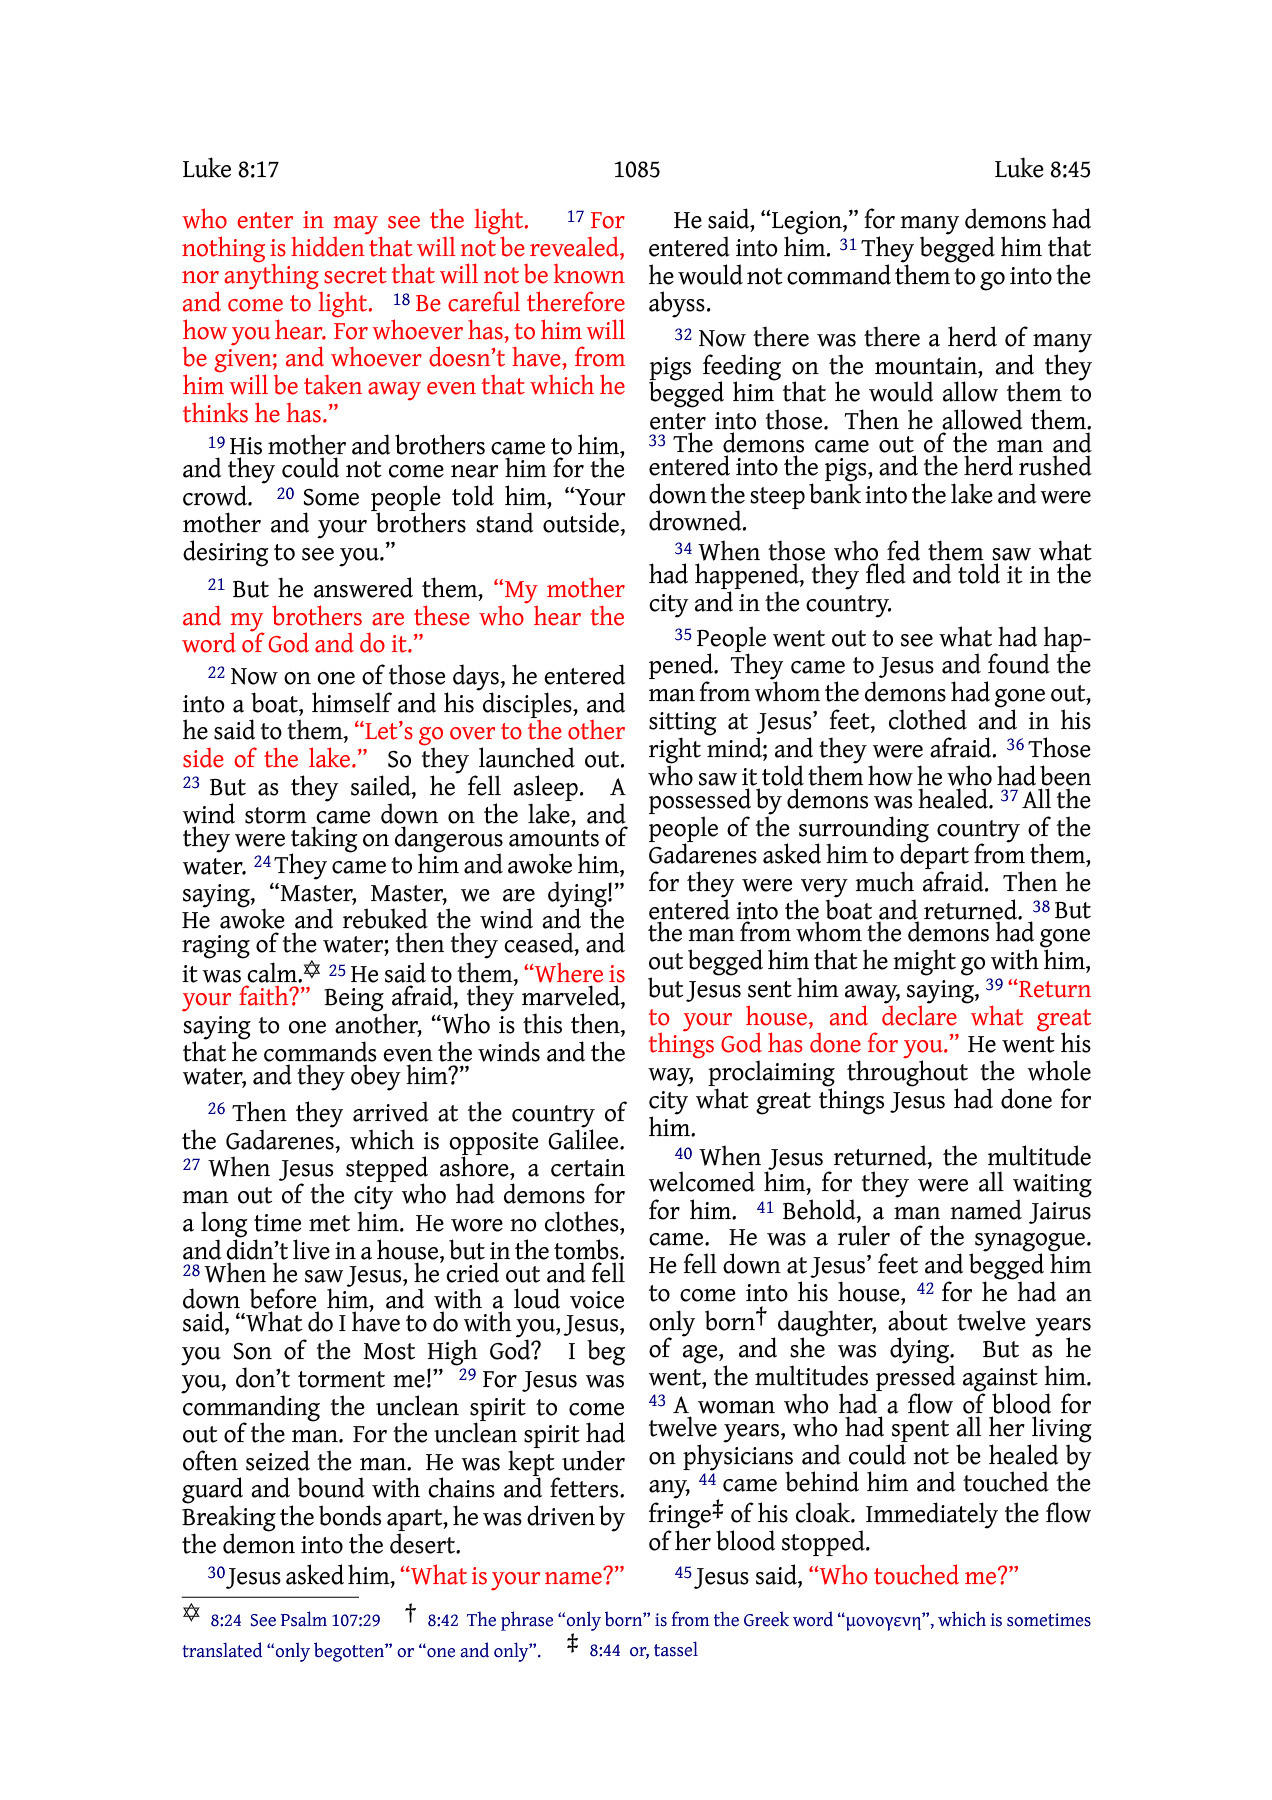 Luke 8:17 1085 Luke 8:45
who enter in may see the light. 17 For
nothing is hidden that will not be revealed,
nor anything secret that will not be known
and come to light. 18 Be careful therefore
how you hear. For whoever has, to him will
be given; and whoever doesn’t have, from
him will be taken away even that which he
thinks he has.”
19 His mother and brothers came to him,
and they could not come near him for the
crowd. 20 Some people told him, “Your
mother and your brothers stand outside,
desiring to see you.”
21 But he answered them, “My mother
and my brothers are these who hear the
word of God and do it.”
22 Now on one of those days, he entered
into a boat, himself and his disciples, and
he said to them, “Let’s go over to the other
side of the lake.” So they launched out.
23 But as they sailed, he fell asleep. A
wind storm came down on the lake, and
they were taking on dangerous amounts of
water. 24 They came to him and awoke him,
saying, “Master, Master, we are dying!”
He awoke and rebuked the wind and the
raging of the water; then they ceased, and
it was calm.✡ 25 He said to them, “Where is
your faith?” Being afraid, they marveled,
saying to one another, “Who is this then,
that he commands even the winds and the
water, and they obey him?”
26 Then they arrived at the country of
the Gadarenes, which is opposite Galilee.
27 When Jesus stepped ashore, a certain
man out of the city who had demons for
a long time met him. He wore no clothes,
and didn’t live in a house, but in the tombs.
28 When he saw Jesus, he cried out and fell
down before him, and with a loud voice
said, “What do I have to do with you, Jesus,
you Son of the Most High God? I beg
you, don’t torment me!” 29 For Jesus was
commanding the unclean spirit to come
out of the man. For the unclean spirit had
often seized the man. He was kept under
guard and bound with chains and fetters.
Breaking the bonds apart, he was driven by
the demon into the desert.
30 Jesus asked him, “What is your name?”
He said, “Legion,” for many demons had
entered into him. 31 They begged him that
he would not command them to go into the
abyss.
32 Now there was there a herd of many
pigs feeding on the mountain, and they
begged him that he would allow them to
enter into those. Then he allowed them.
33 The demons came out of the man and
entered into the pigs, and the herd rushed
down the steep bank into the lake and were
drowned.
34 When those who fed them saw what
had happened, they fled and told it in the
city and in the country.
35 People went out to see what had hap-
pened. They came to Jesus and found the
man from whom the demons had gone out,
sitting at Jesus’ feet, clothed and in his
right mind; and they were afraid. 36 Those
who saw it told them how he who had been
possessed by demons was healed. 37 All the
people of the surrounding country of the
Gadarenes asked him to depart from them,
for they were very much afraid. Then he
entered into the boat and returned. 38 But
the man from whom the demons had gone
out begged him that he might go with him,
but Jesus sent him away, saying, 39 “Return
to your house, and declare what great
things God has done for you.” He went his
way, proclaiming throughout the whole
city what great things Jesus had done for
him.
40 When Jesus returned, the multitude
welcomed him, for they were all waiting
for him. 41 Behold, a man named Jairus
came. He was a ruler of the synagogue.
He fell down at Jesus’ feet and begged him
to come into his house, 42 for he had an
only born† daughter, about twelve years
of age, and she was dying. But as he
went, the multitudes pressed against him.
43 A woman who had a flow of blood for
twelve years, who had spent all her living
on physicians and could not be healed by
any, 44 came behind him and touched the
fringe‡ of his cloak. Immediately the flow
of her blood stopped.
45 Jesus said, “Who touched me?”
✡ 8:24 See Psalm 107:29 † 8:42 The phrase “only born” is from the Greek word “μονογενη”, which is sometimes
translated “only begotten” or “one and only”. ‡ 8:44 or, tassel